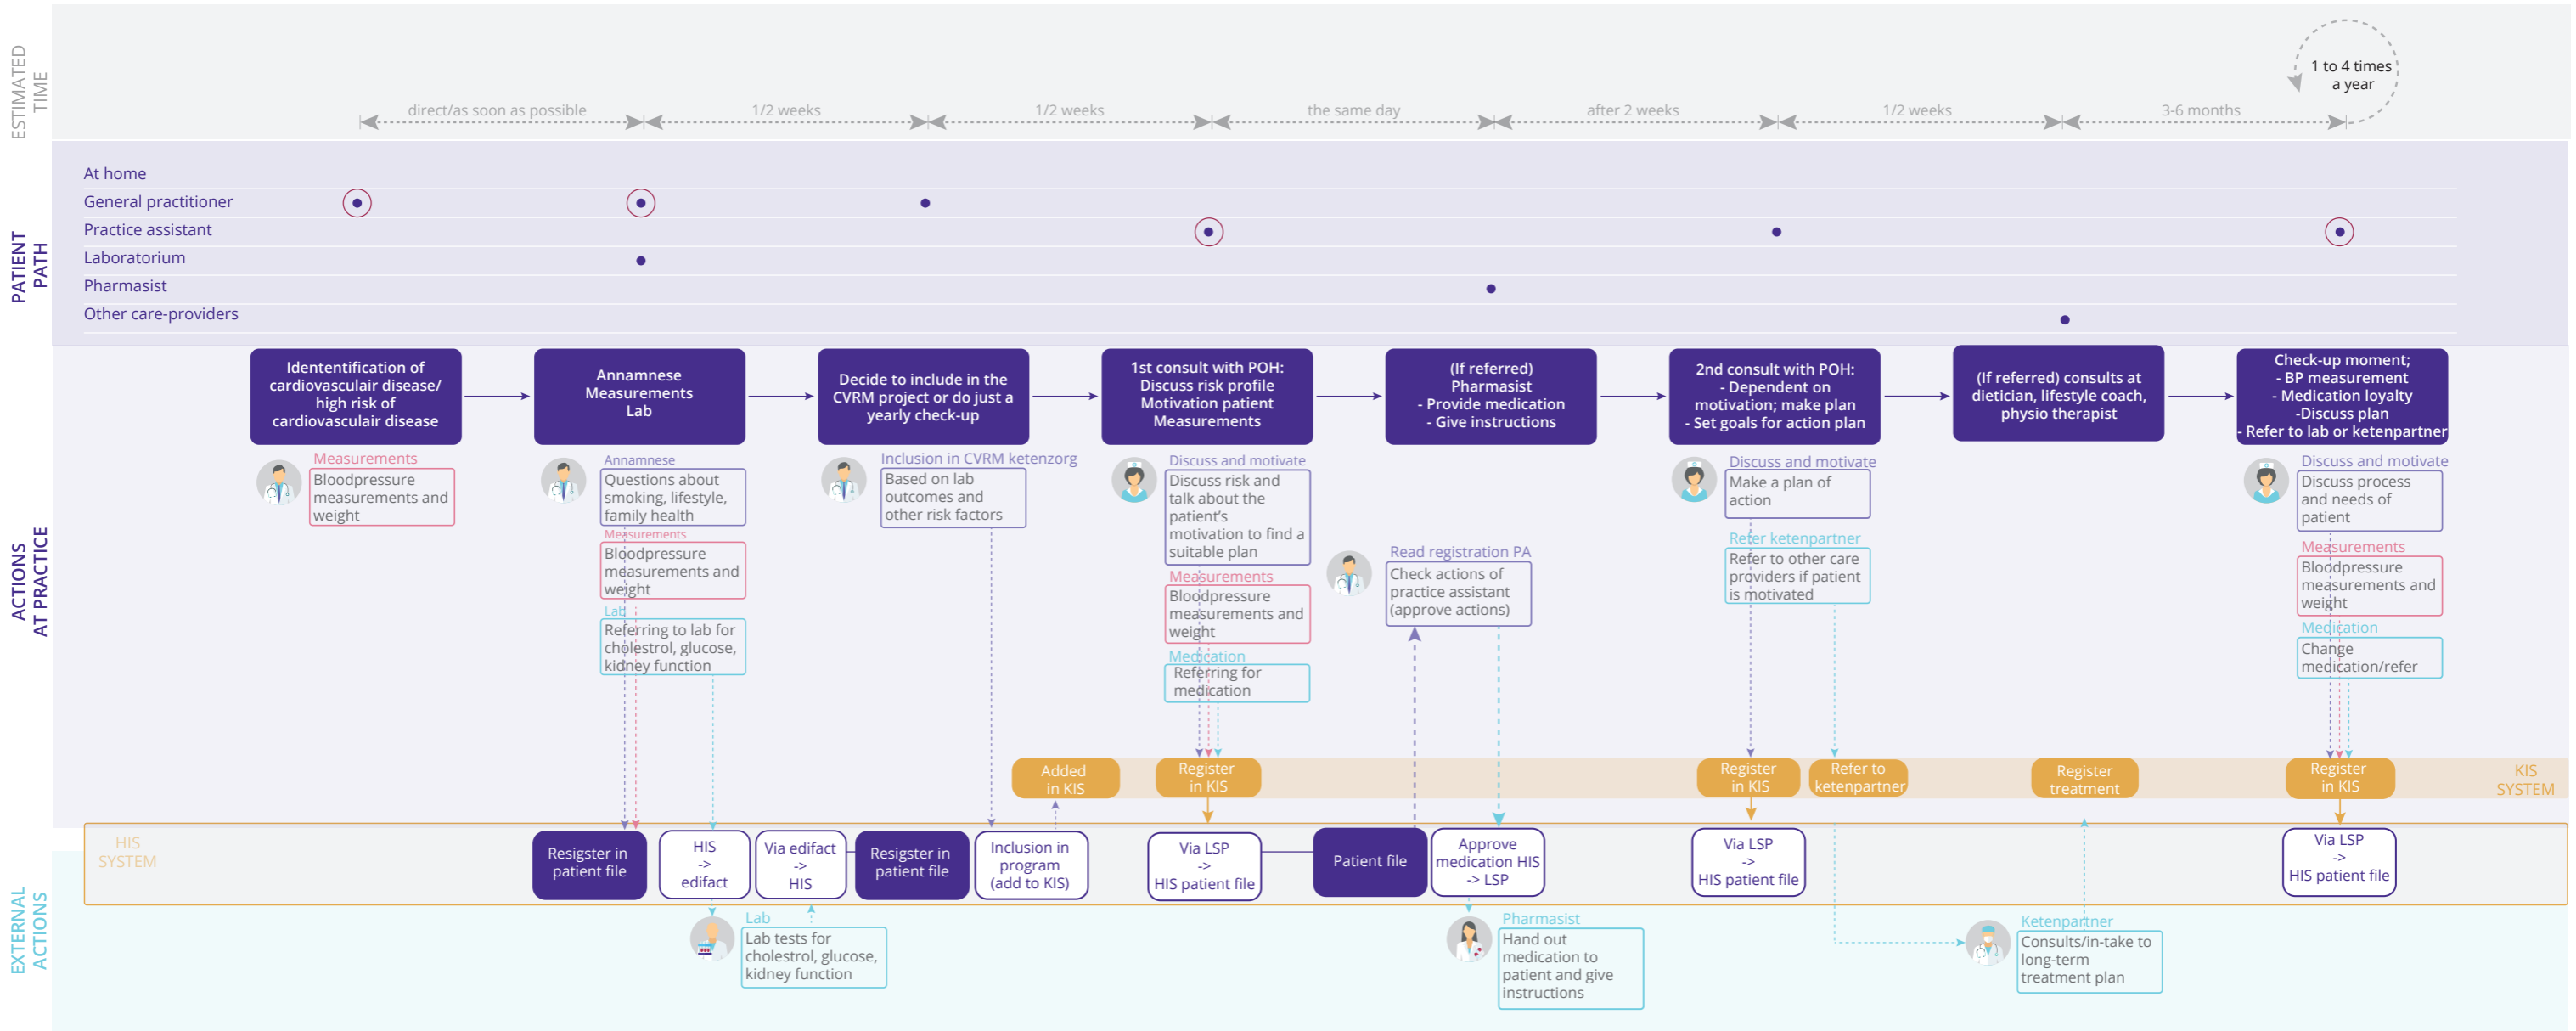 ESTIMATED
TIME
direct/as soon as possible
1/2 weeks
1/2 weeks
the same day
after 2 weeks
1/2 weeks
3-6 months
1 to 4 times
a year
PATIENT
PATH
At home
General practitioner
Practice assistant
Laboratorium
Pharmasist
Other care-providers
ACTIONS
AT PRACTICE
Idententification of
cardiovasculair disease/
high risk of
cardiovasculair disease
Annamnese
Measurements
Lab
Decide to include in the
CVRM project or do just a
yearly check-up
1st consult with POH:
Discuss risk profile
Motivation patient
Measurements
(If referred)
Pharmasist
- Provide medication
- Give instructions
2nd consult with POH:
- Dependent on
motivation; make plan
- Set goals for action plan
(If referred) consults at
dietician, lifestyle coach,
physio therapist
Check-up moment;
- BP measurement
- Medication loyalty
-Discuss plan
- Refer to lab or ketenpartner
Measurements
Bloodpressure
measurements and
weight
Annamnese
Questions about
smoking, lifestyle,
family health
Measurements
Bloodpressure
measurements and
weight
Lab
Referring to lab for
cholestrol, glucose,
kidney function
Inclusion in CVRM ketenzorg
Based on lab
outcomes and
other risk factors
Discuss and motivate
Discuss risk and
talk about the
patient's
motivation to find a
suitable plan
Measurements
Bloodpressure
measurements and
weight
Medication
Referring for
medication
Read registration PA
Check actions of
practice assistant
(approve actions)
Discuss and motivate
Make a plan of
action
Refer ketenpartner
Refer to other care
providers if patient
is motivated
Discuss and motivate
Discuss process
and needs of
patient
Measurements
Bloodpressure
measurements and
weight
Medication
Change
medication/refer
Added
in KIS
Register
in KIS
Register
in KIS
Refer to
ketenpartner
Register
treatment
Register
in KIS
KIS
SYSTEM
HIS
SYSTEM
Resigster in
patient file
HIS
->
edifact
Via edifact
->
HIS
Resigster in
patient file
Inclusion in
program
(add to KIS)
Via LSP
->
HIS patient file
Patient file
Approve
medication HIS
-> LSP
Via LSP
->
HIS patient file
Via LSP
->
HIS patient file
EXTERNAL
ACTIONS
Lab
Lab tests for
cholestrol, glucose,
kidney function
Pharmasist
Hand out
medication to
patient and give
instructions
Ketenpartner
Consults/in-take to
long-term
treatment plan